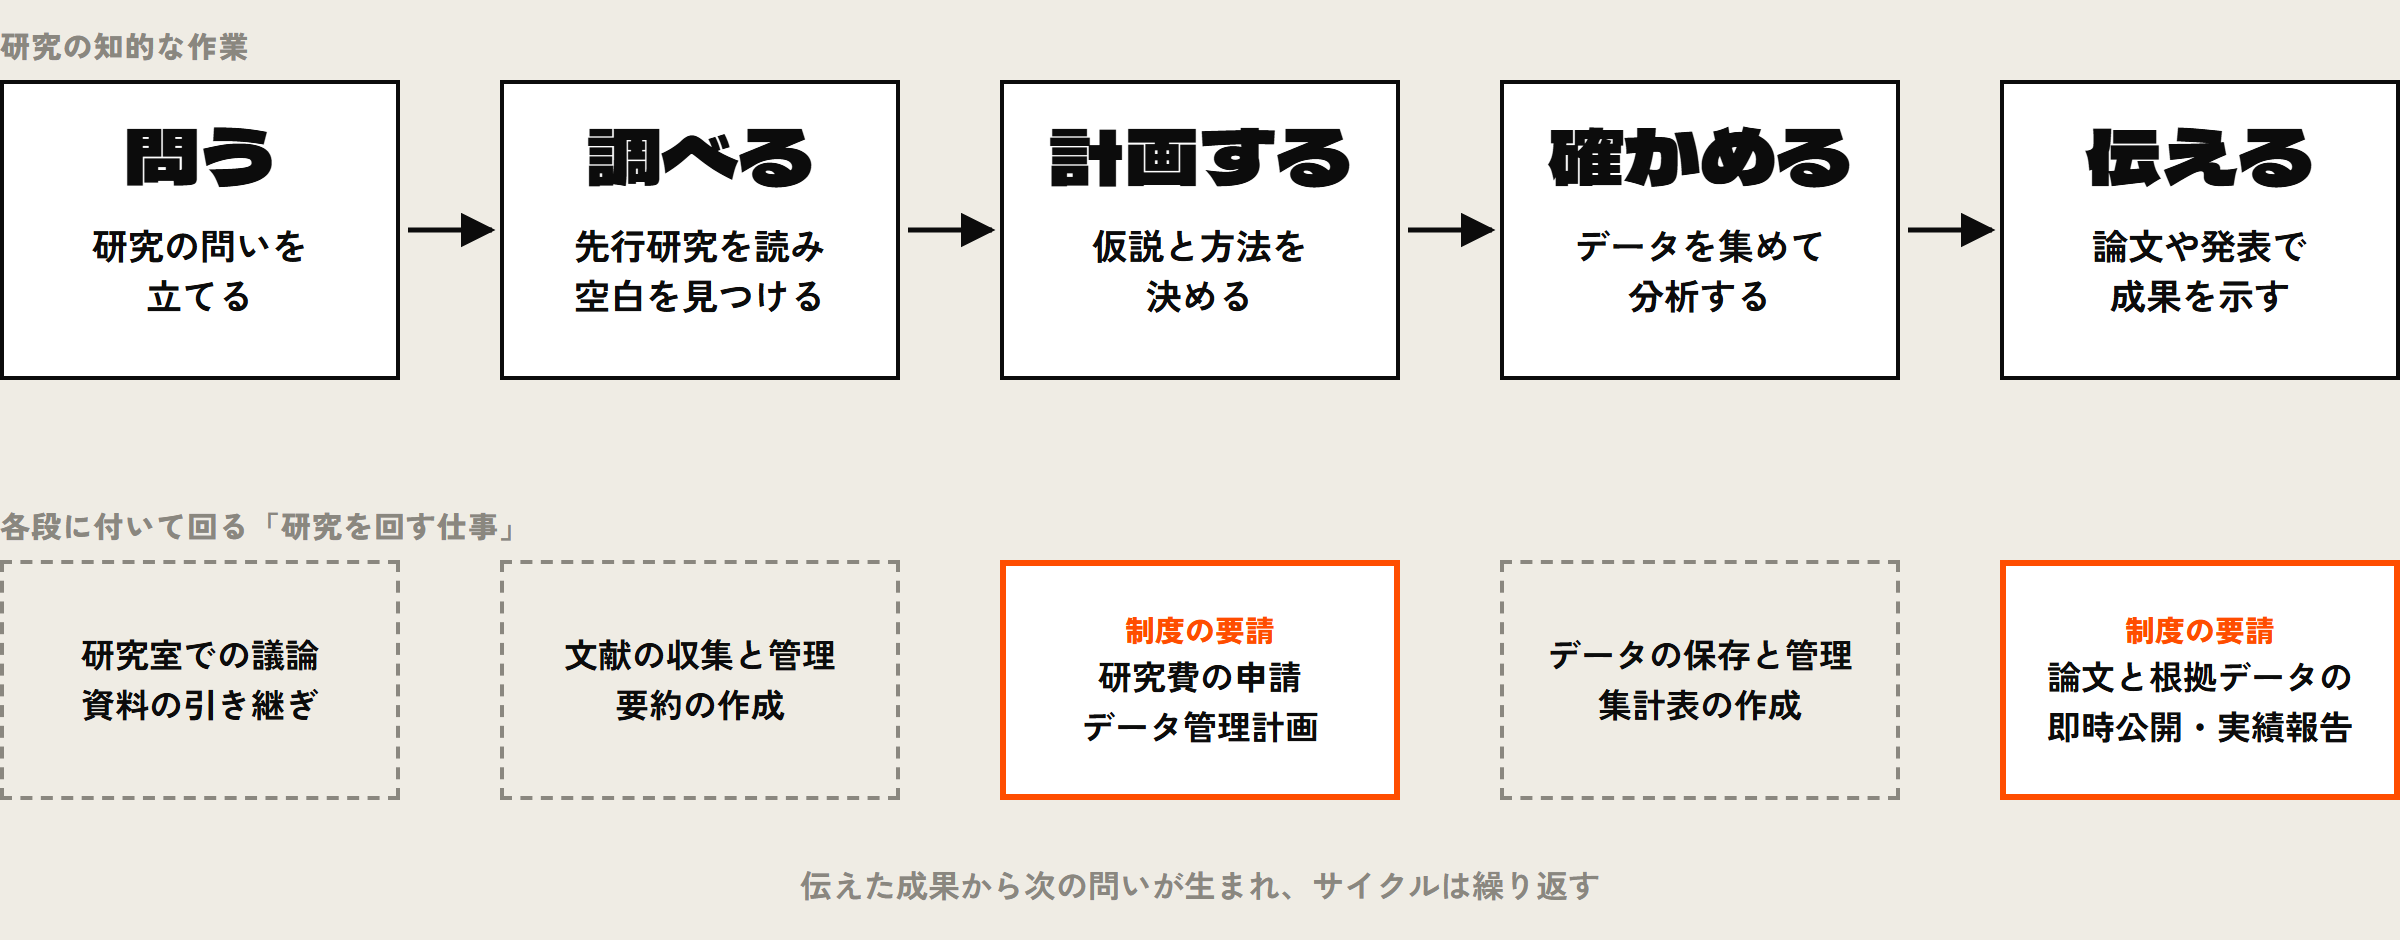 研究の知的な作業
問う
研究の問いを
立てる
調べる
先行研究を読み
空白を見つける
計画する
仮説と方法を
決める
確かめる
データを集めて
分析する
伝える
論文や発表で
成果を示す
各段に付いて回る「研究を回す仕事」
研究室での議論
資料の引き継ぎ
文献の収集と管理
要約の作成
制度の要請
研究費の申請
データ管理計画
データの保存と管理
集計表の作成
制度の要請
論文と根拠データの
即時公開・実績報告
伝えた成果から次の問いが生まれ、サイクルは繰り返す